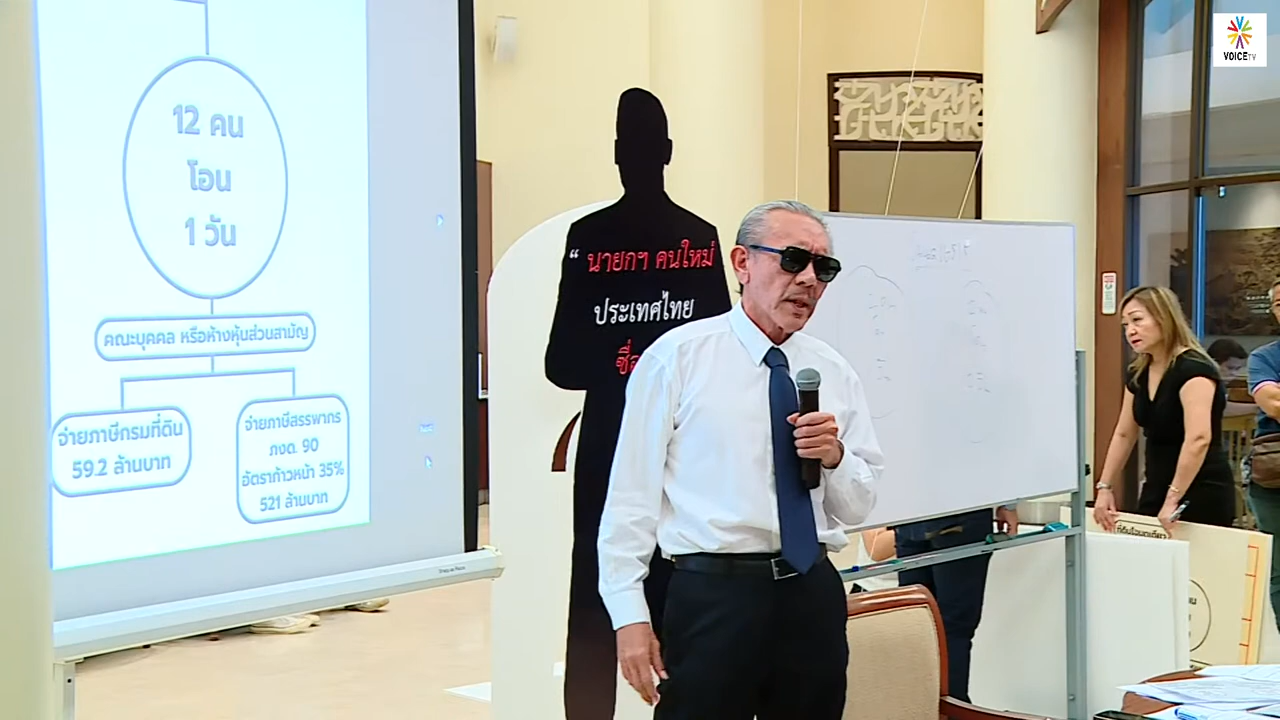 12 คน
โอน
1 วัน
คณะบุคคล หรือห้างหุ้นส่วนสามัญ
จ่ายภาษีกรมที่ดิน
59.2 ล้านบาท
จ่ายภาษีสรรพากร
ภงด. 90
อัตราก้าวหน้า 35%
521 ล้านบาท
“ นายกฯ คนใหม่
ประเทศไทย
ชื่อ
VOICE TV